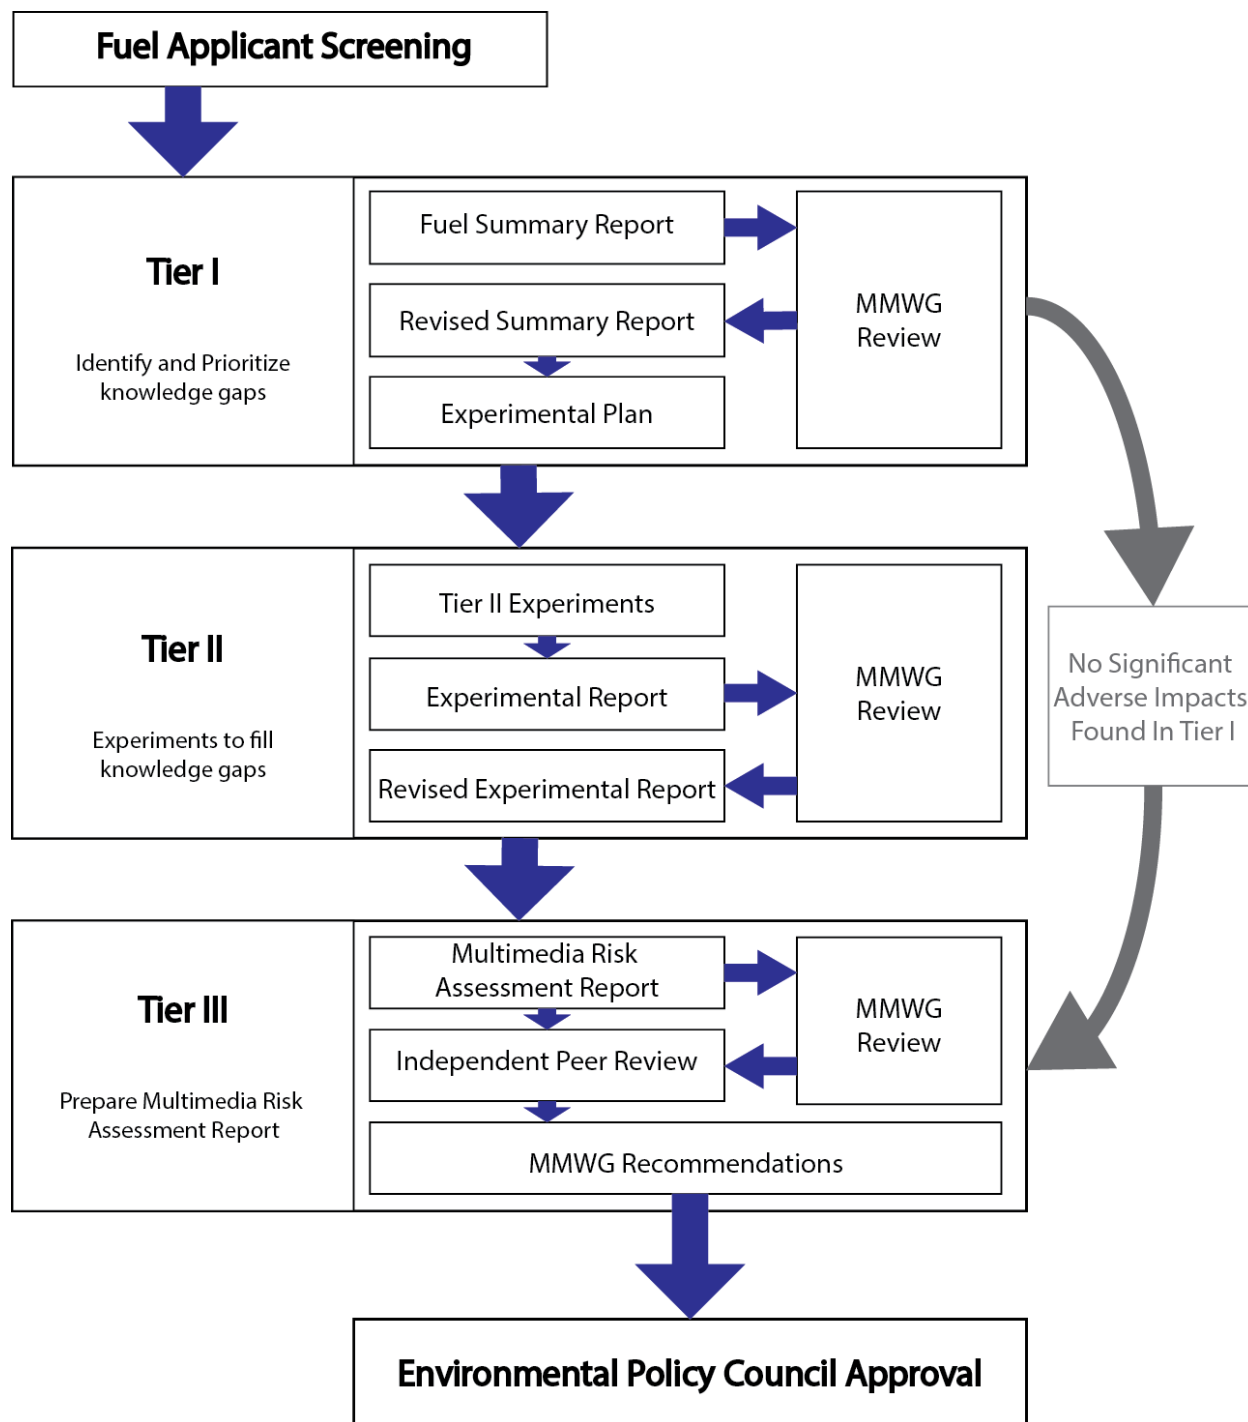 Fuel Applicant Screening
Tier I
Identify and Prioritize
knowledge gaps
Fuel Summary Report
Revised Summary Report
Experimental Plan
MMWG
Review
Tier II
Experiments to fill
knowledge gaps
Tier II Experiments
Experimental Report
Revised Experimental Report
MMWG
Review
No Significant
Adverse Impacts
Found In Tier I
Tier III
Prepare Multimedia Risk
Assessment Report
Multimedia Risk
Assessment Report
Independent Peer Review
MMWG
Review
MMWG Recommendations
Environmental Policy Council Approval